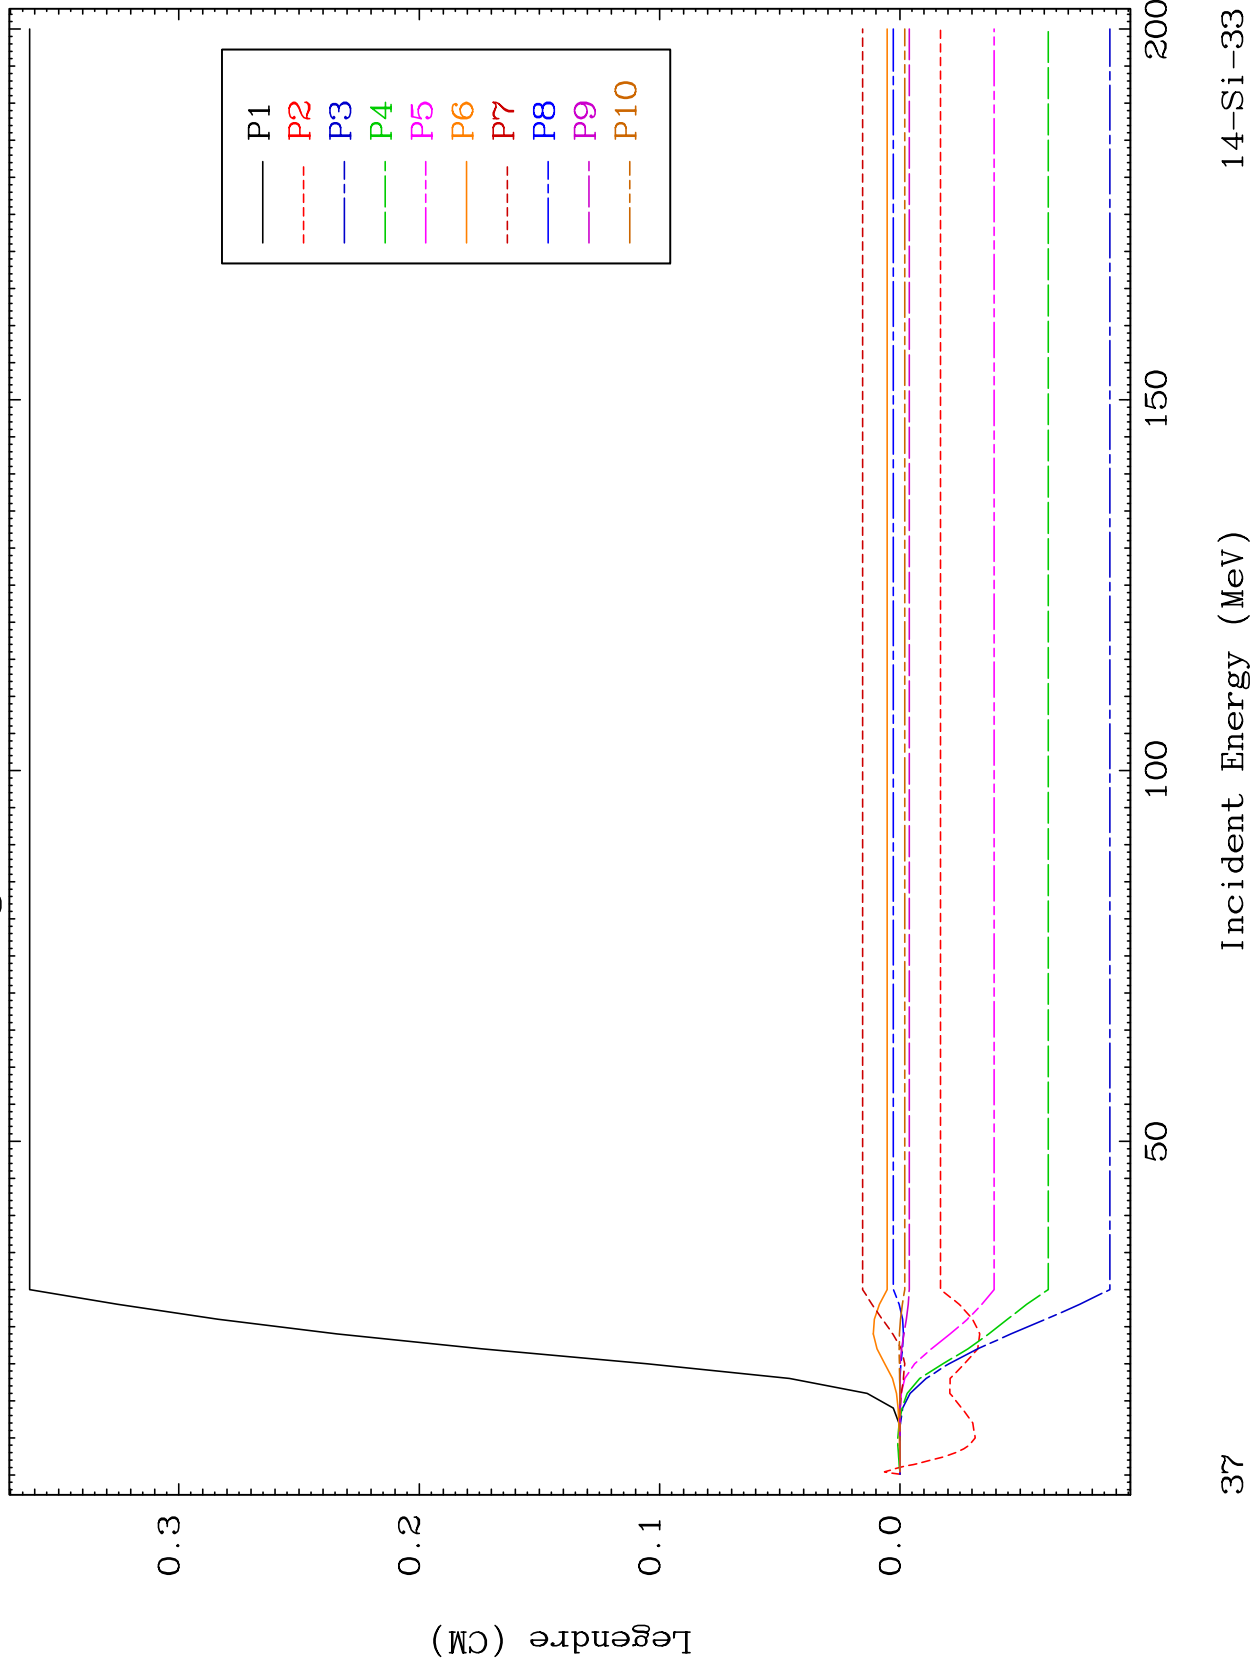 Legendre (CM)
0.3
0.2
0.1
0.0
P1
P2
P3
P4
P5
P6
P7
P8
P9
P10
50
100
150
200
37
Incident Energy (MeV)
14-Si-33